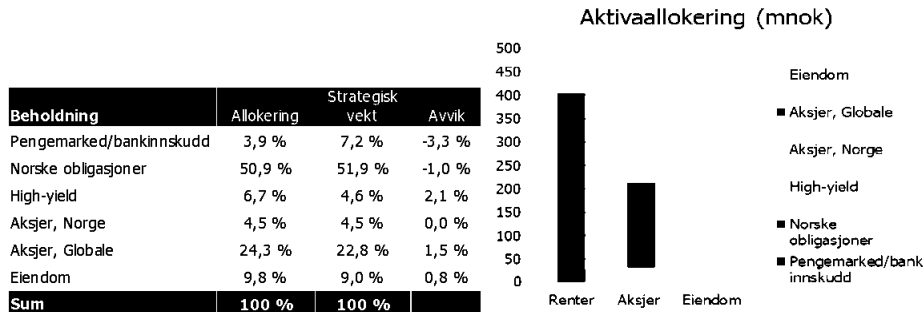 Aktivaallokering (mnok)
Beholdning Allokering Strategisk vekt Avvik
Pengemarked/bankinnskudd 3,9 % 7,2 % -3,3 %
Norske obligasjoner 50,9 % 51,9 % -1,0 %
High-yield 6,7 % 4,6 % 2,1 %
Aksjer, Norge 4,5 % 4,5 % 0,0 %
Aksjer, Globale 24,3 % 22,8 % 1,5 %
Eiendom 9,8 % 9,0 % 0,8 %
Sum 100 % 100 %
500
450
400
350
300
250
200
150
100
50
0
Renter Aksjer Eiendom
Eiendom
Aksjer, Globale
Aksjer, Norge
High-yield
Norske
obligasjoner
Pengemarked/bank
innskudd